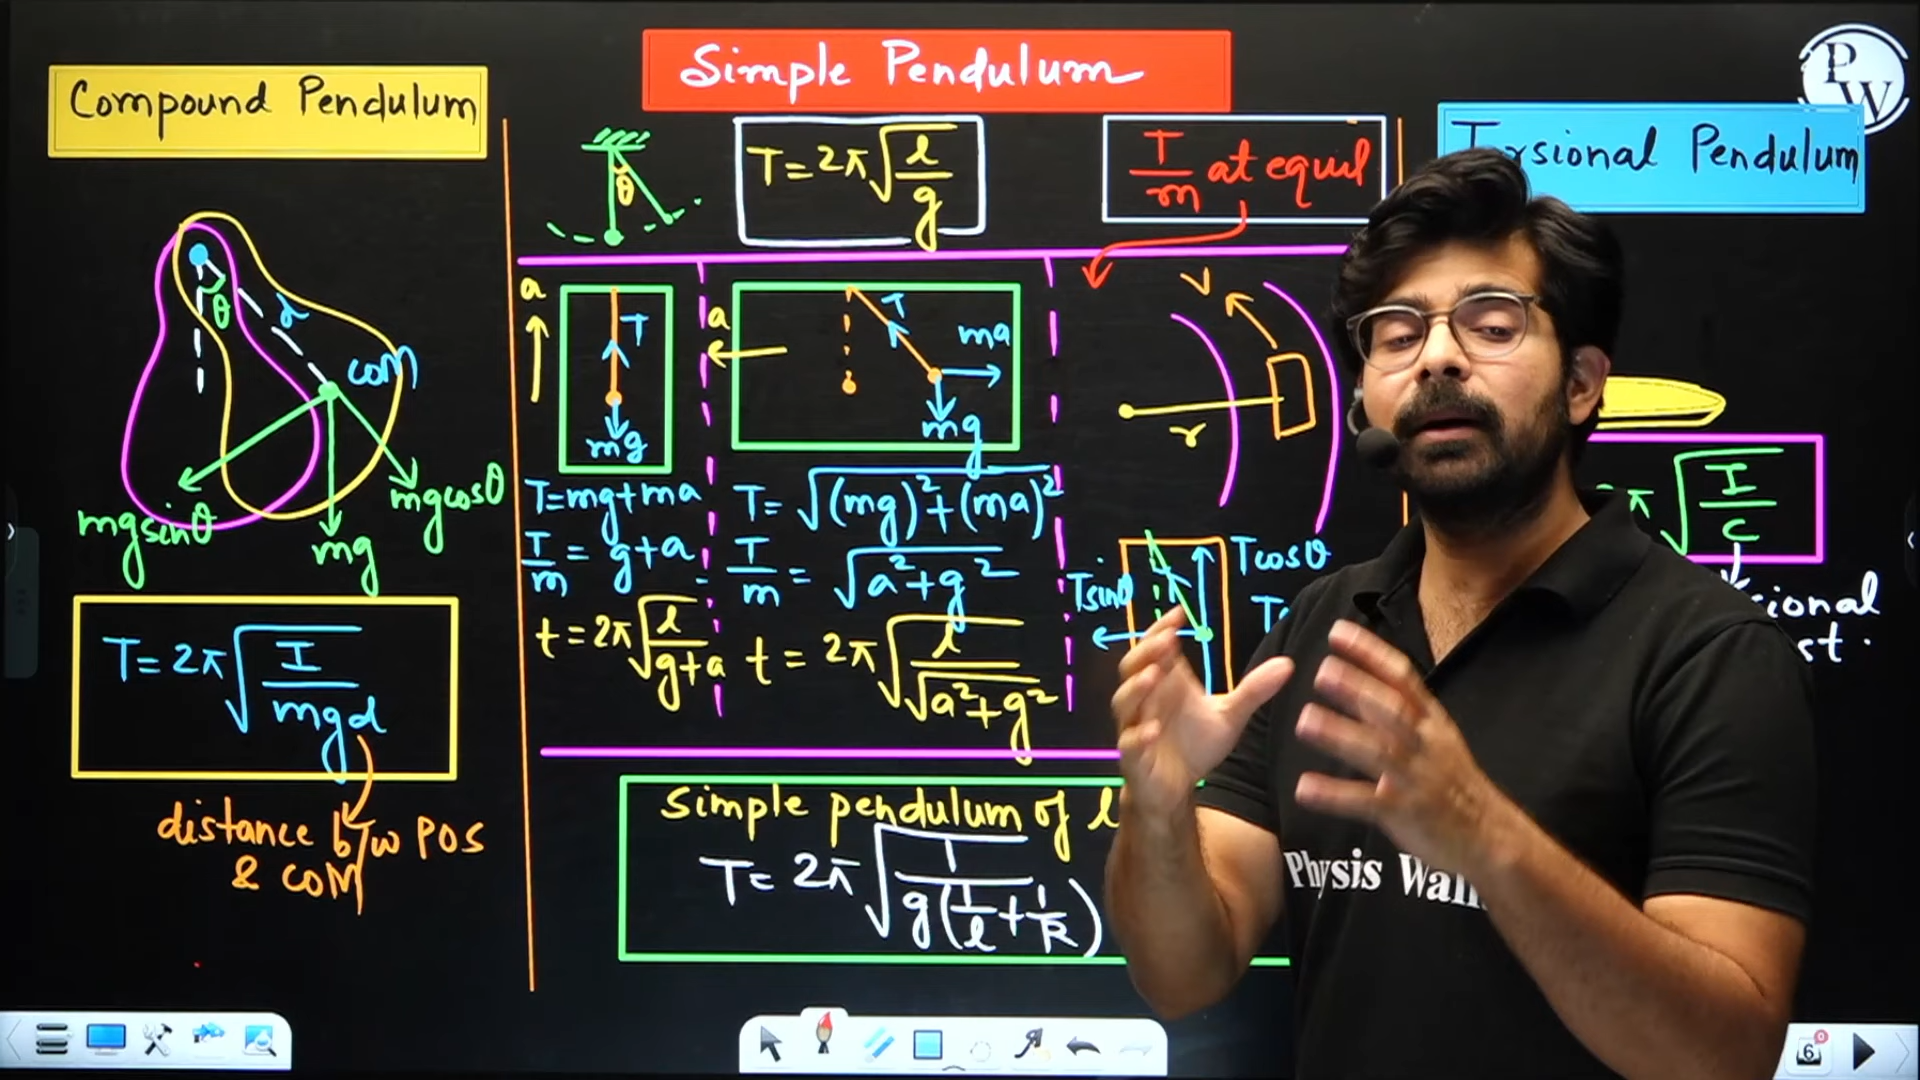 PW
Simple Pendulum
Compound Pendulum
Torsional Pendulum
θ
T=2π√(l/g)
T/m at equil
θ
d
COM
mgsinθ
mg
mgcosθ
T=2π√(I/mgd)
distance b/w POS
& COM
a
T
mg
T=mg+ma
T/m = g+a
t=2π√(l/(g+a))
a
T
ma
mg
T=√((mg)²+(ma)²)
T/m = √(a²+g²)
t=2π√(l/√(a²+g²))
V
r
Tsinθ
Tcosθ
π√(I/C)
Simple pendulum of l
T=2π√(1/(g(1/l+1/R)))
Physis Wall
6